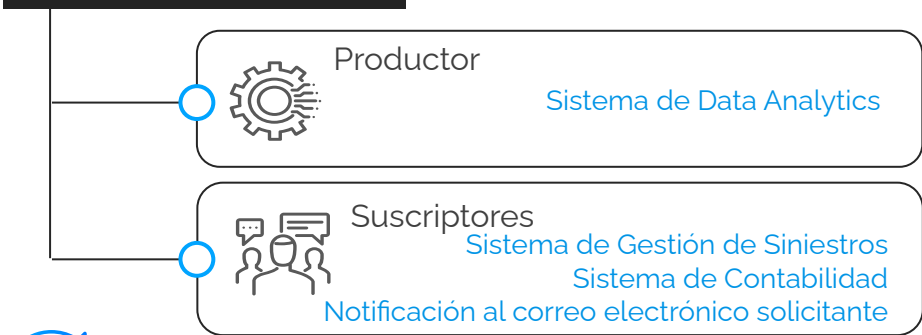 Productor
Sistema de Data Analytics
Suscriptores
Sistema de Gestión de Siniestros
Sistema de Contabilidad
Notificación al correo electrónico solicitante